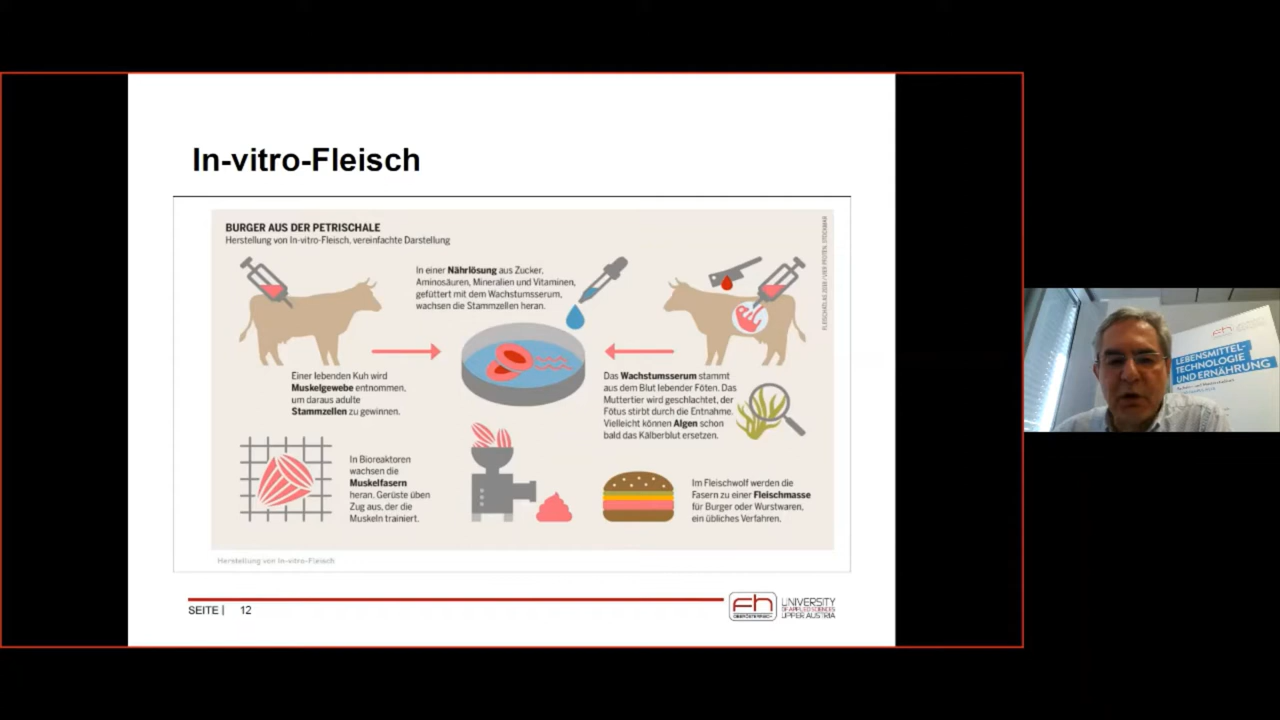 In-vitro-Fleisch
BURGER AUS DER PETRISCHALE
Herstellung von In-vitro-Fleisch, vereinfachte Darstellung
In einer Nährlösung aus Zucker,
Aminosäuren, Mineralien und Vitaminen,
gefüttert mit dem Wachstumsserum,
wachsen die Stammzellen heran.
Einer lebenden Kuh wird
Muskelgewebe entnommen,
um daraus adulte
Stammzellen zu gewinnen.
Das Wachstumsserum stammt
aus dem Blut lebender Föten. Das
Muttertier wird geschlachtet, der
Fötus stirbt durch die Entnahme.
Vielleicht können Algen schon
bald das Kälberblut ersetzen.
In Bioreaktoren
wachsen die
Muskelfasern
heran. Gerüste üben
Zug aus, der die
Muskeln trainiert.
Im Fleischwolf werden die
Fasern zu einer Fleischmasse
für Burger oder Wurstwaren,
ein übliches Verfahren.
Herstellung von In-vitro-Fleisch
SEITE | 12
fh
OBERÖSTERREICH
UNIVERSITY
OF APPLIED SCIENCES
UPPER AUSTRIA
fh
LEBENSMITTEL-
TECHNOLOGIE
UND ERNÄHRUNG